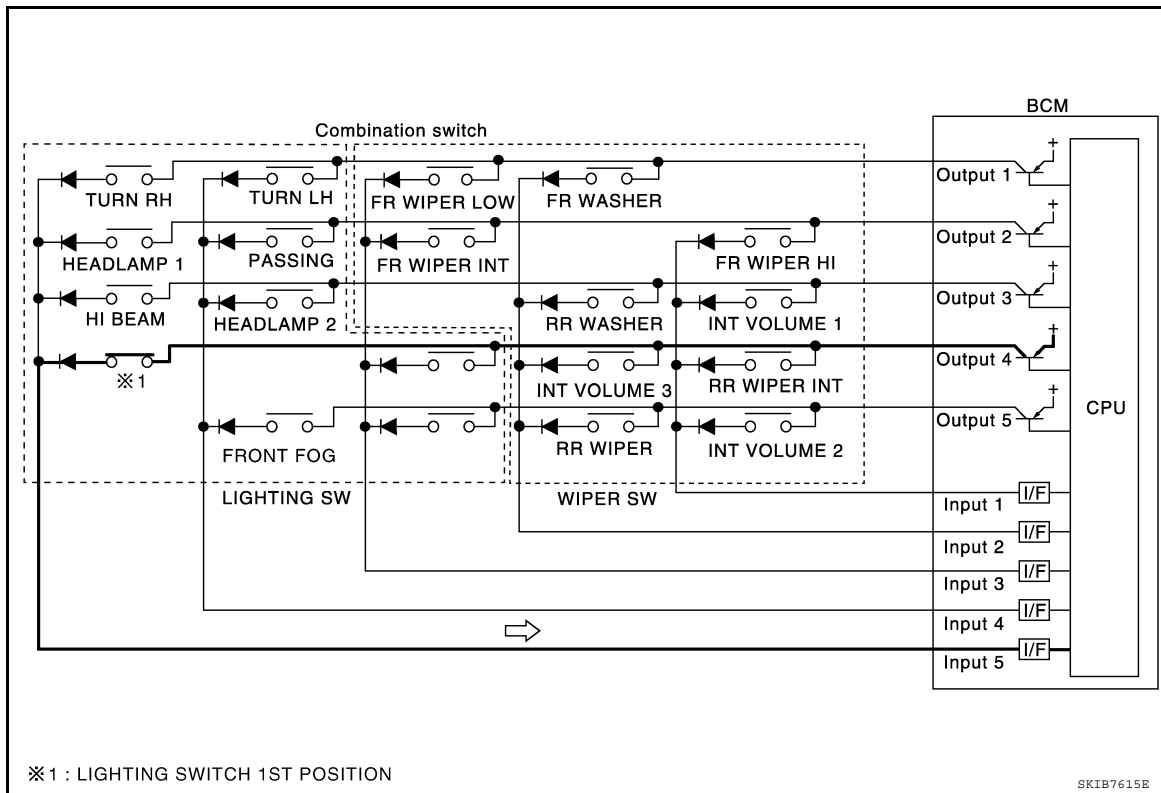 BCM
Combination switch
+
Output 1
TURN RH
TURN LH
FR WIPER LOW
FR WASHER
+
Output 2
HEADLAMP 1
PASSING
FR WIPER INT
FR WIPER HI
+
Output 3
HI BEAM
HEADLAMP 2
RR WASHER
INT VOLUME 1
+
Output 4
※1
INT VOLUME 3
RR WIPER INT
+
CPU
Output 5
FRONT FOG
RR WIPER
INT VOLUME 2
LIGHTING SW
WIPER SW
Input 1
I/F
Input 2
I/F
Input 3
I/F
Input 4
I/F
Input 5
I/F
※1 : LIGHTING SWITCH 1ST POSITION
SKIB7615E